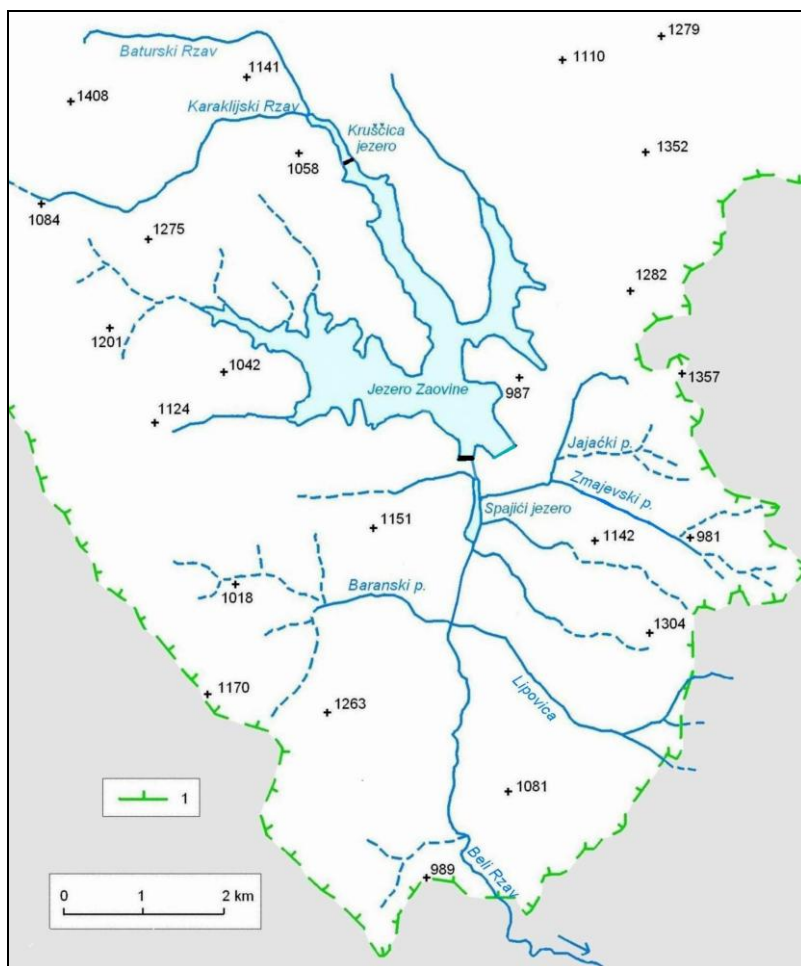 1279
1110
Baturski Rzav
1141
1408
Karaklijski Rzav
Kruščica
jezero
1352
1058
1084
1275
1282
1201
1042
1357
Jezero Zaovine
987
1124
Jajački p.
Zmajevski p.
Spajići jezero
1151
1142
981
1018
Baranski p.
1304
Lipovica
1170
1263
1
1081
Beli Rzav
989
0
1
2 km